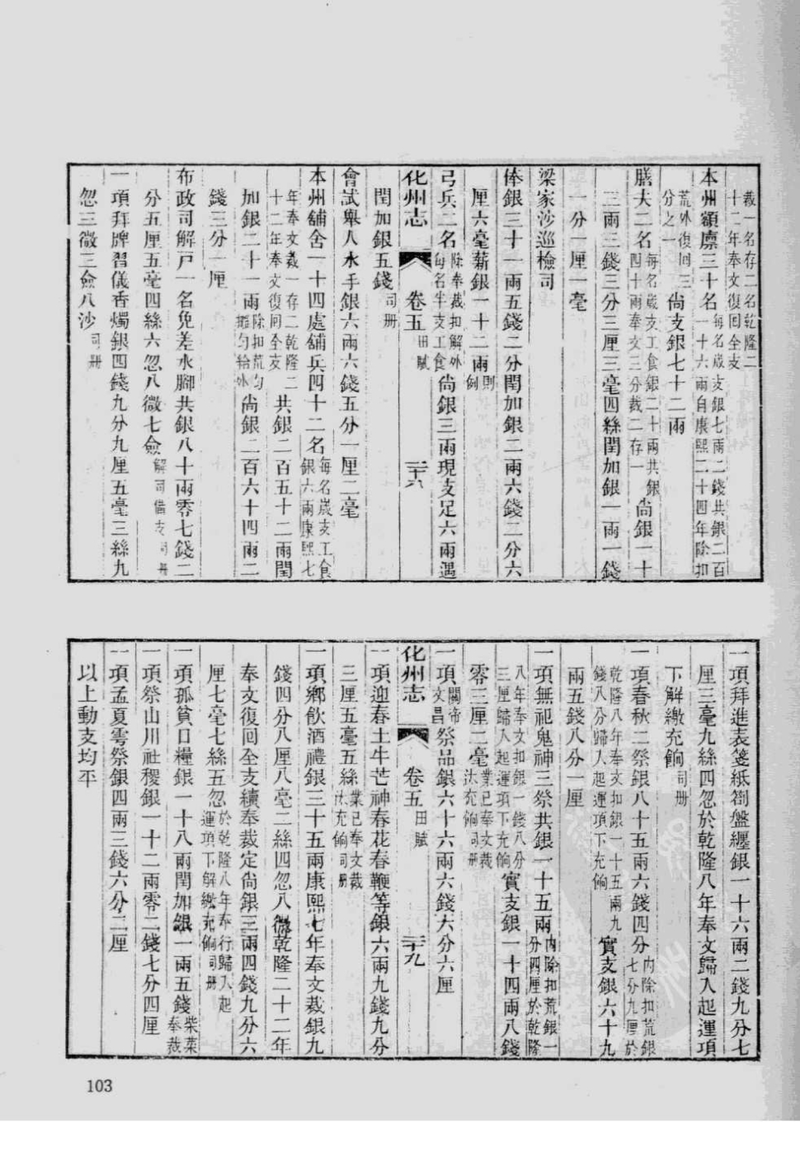 裁一名存二名乾隆二十二年奉文復回全支
本州額廩三十名每名歲支銀七兩二錢共銀二百一十六兩自康熙二十四年除扣
荒外復回三分之一尚支銀七十二兩
膳夫二名每名歲支工食銀二十兩共銀四十兩奉文三分裁二存一尚銀一十
三兩三錢三分三厘三毫四絲閏加銀一兩一錢
一分一厘一毫
梁家沙巡檢司
俸銀三十一兩五錢二分閏加銀二兩六錢二分六
厘六毫薪銀一十二兩則例
弓兵二名除奉裁扣解外每名半支工食尚銀三兩現支足六兩遇
化州志 卷五 田賦 三十六
閏加銀五錢司册
會試舉人水手銀六兩六錢五分一厘二毫
本州舖舍一十四處舖兵四十二名每名歲支工食銀六兩康熙七
年奉文裁一存二乾隆二十二年奉文復回全支共銀二百五十二兩閏
加銀二十一兩除扣荒勻攤勻給外尚銀二百六十四兩二
錢三分一厘
布政司解戸一名免差水腳共銀八十兩零七錢二
分五厘五毫四絲六忽八微七僉解司備支司册
一項拜牌習儀香燭銀四錢九分九厘五毫三絲九
忽三微三僉八沙司册
一項拜進表箋紙劄盤纏銀一十六兩二錢九分七
厘三毫九絲四忽於乾隆八年奉文歸入起運項
下解繳充餉司册
一項春秋二祭銀八十五兩六錢四分內除扣荒銀七分九厘於
乾隆八年奉文扣銀一十五兩九錢八分歸入起運項下充餉實支銀六十九
兩五錢八分一厘
一項無祀鬼神三祭共銀一十五兩內除扣荒銀一分四厘於乾隆
八年奉文扣銀一錢八分三厘歸入起運項下充餉實支銀一十四兩八錢
零三厘二毫業已奉文裁汰充餉司册
一項關帝文昌祭品銀六十六兩六錢六分六厘
化州志 卷五 田賦 三十九
一項迎春土牛芒神春花春鞭等銀六兩九錢九分
三厘五毫五絲業已奉文裁汰充餉司册
一項鄉飲酒禮銀三十五兩康熙七年奉文裁銀九
錢四分八厘八毫二絲四忽八微乾隆二十二年
奉文復回全支續奉裁定尚銀三兩四錢九分六
厘七毫七絲五忽於乾隆八年奉行歸入起運項下解繳充餉司册
一項孤貧口糧銀一十八兩閏加銀一兩五錢柴菜奉裁
一項祭山川社稷銀一十二兩零二錢七分四厘
一項孟夏雩祭銀四兩三錢六分二厘
以上動支均平
103